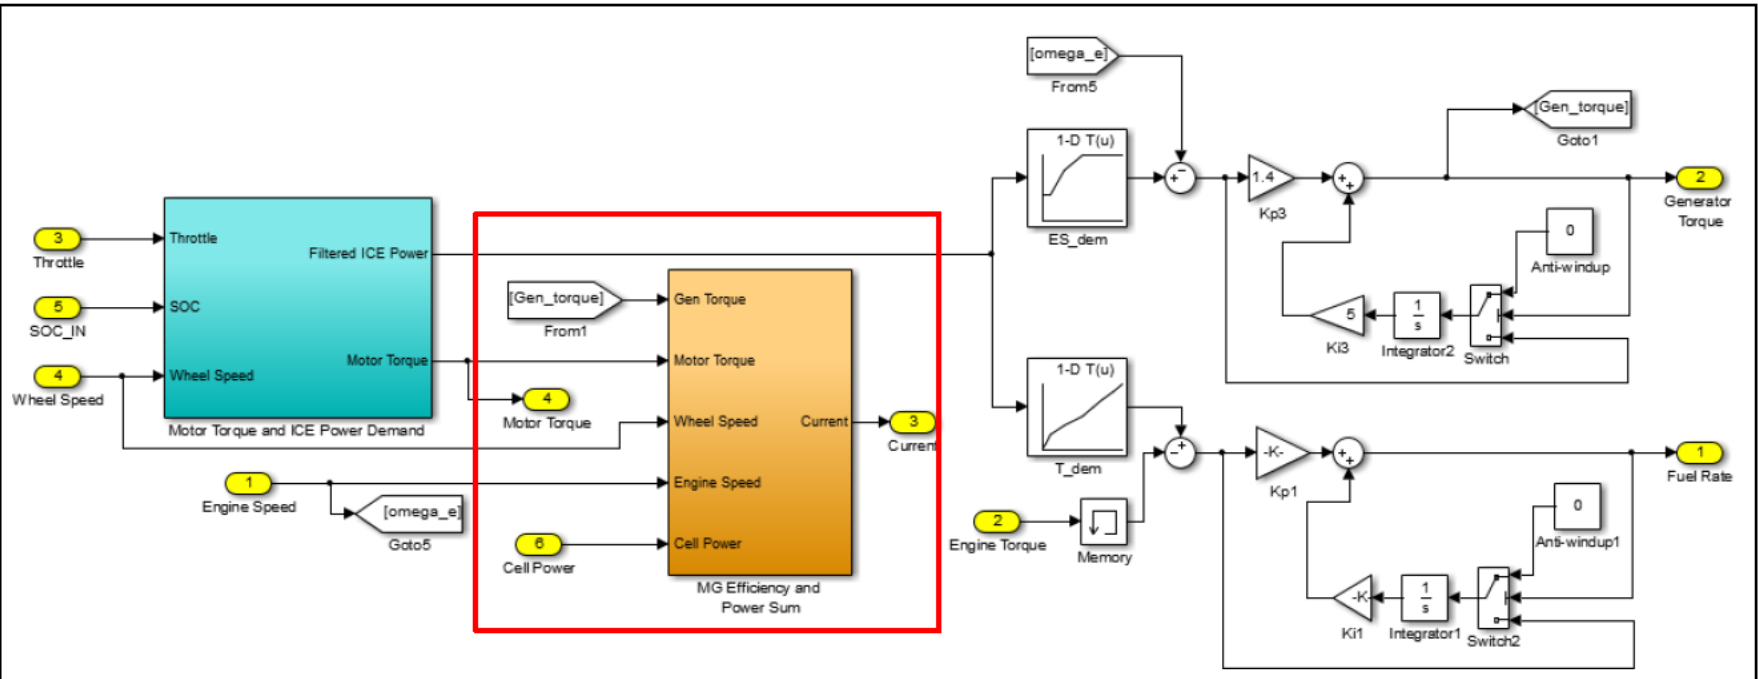 [omega_e]
From5
[Gen_torque]
Goto1
1-D T(u)
ES_dem
+
−
1.4
Kp3
+
+
2
Generator
Torque
0
Anti-windup
5
Ki3
1
s
Integrator2
Switch
3
Throttle
5
SOC_IN
4
Wheel Speed
Throttle
SOC
Wheel Speed
Filtered ICE Power
Motor Torque
Motor Torque and ICE Power Demand
1
Engine Speed
[omega_e]
Goto5
[Gen_torque]
From1
4
Motor Torque
6
Cell Power
Gen Torque
Motor Torque
Wheel Speed
Engine Speed
Cell Power
Current
MG Efficiency and
Power Sum
3
Current
1-D T(u)
T_dem
2
Engine Torque
Memory
+
−
-K-
Kp1
+
+
1
Fuel Rate
0
Anti-windup1
-K-
Ki1
1
s
Integrator1
Switch2